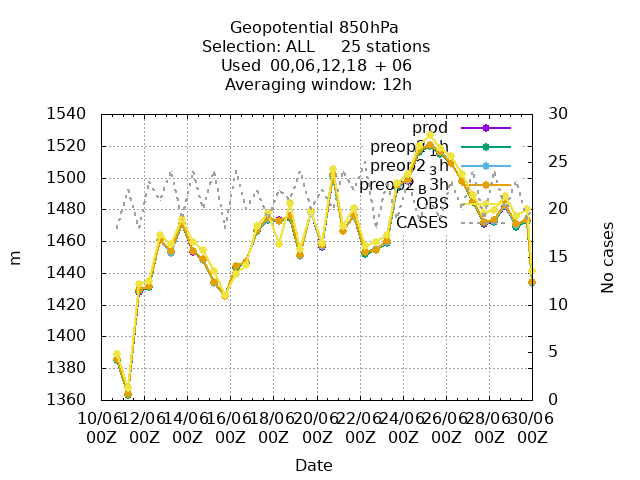 Geopotential 850hPa
Selection: ALL 25 stations
Used 00,06,12,18 + 06
Averaging window: 12h
1540
1520
1500
1480
1460
1440
1420
1400
1380
1360
30
25
20
15
10
5
0
m
No cases
prod
preop2_1h
preop2_3h
preop2_B3h
OBS
CASES
10/06 12/06 14/06 16/06 18/06 20/06 22/06 24/06 26/06 28/06 30/06
00Z 00Z 00Z 00Z 00Z 00Z 00Z 00Z 00Z 00Z 00Z
Date